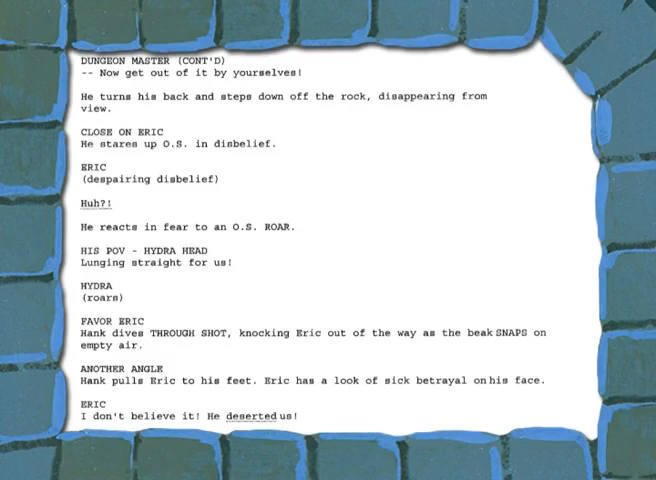 DUNGEON MASTER (CONT'D)
-- Now get out of it by yourselves!
He turns his back and steps down off the rock, disappearing from
view.
CLOSE ON ERIC
He stares up O.S. in disbelief.
ERIC
(despairing disbelief)
Huh?!
He reacts in fear to an O.S. ROAR.
HIS POV - HYDRA HEAD
Lunging straight for us!
HYDRA
(roars)
FAVOR ERIC
Hank dives THROUGH SHOT, knocking Eric out of the way as the beak SNAPS on
empty air.
ANOTHER ANGLE
Hank pulls Eric to his feet. Eric has a look of sick betrayal on his face.
ERIC
I don't believe it! He deserted us!